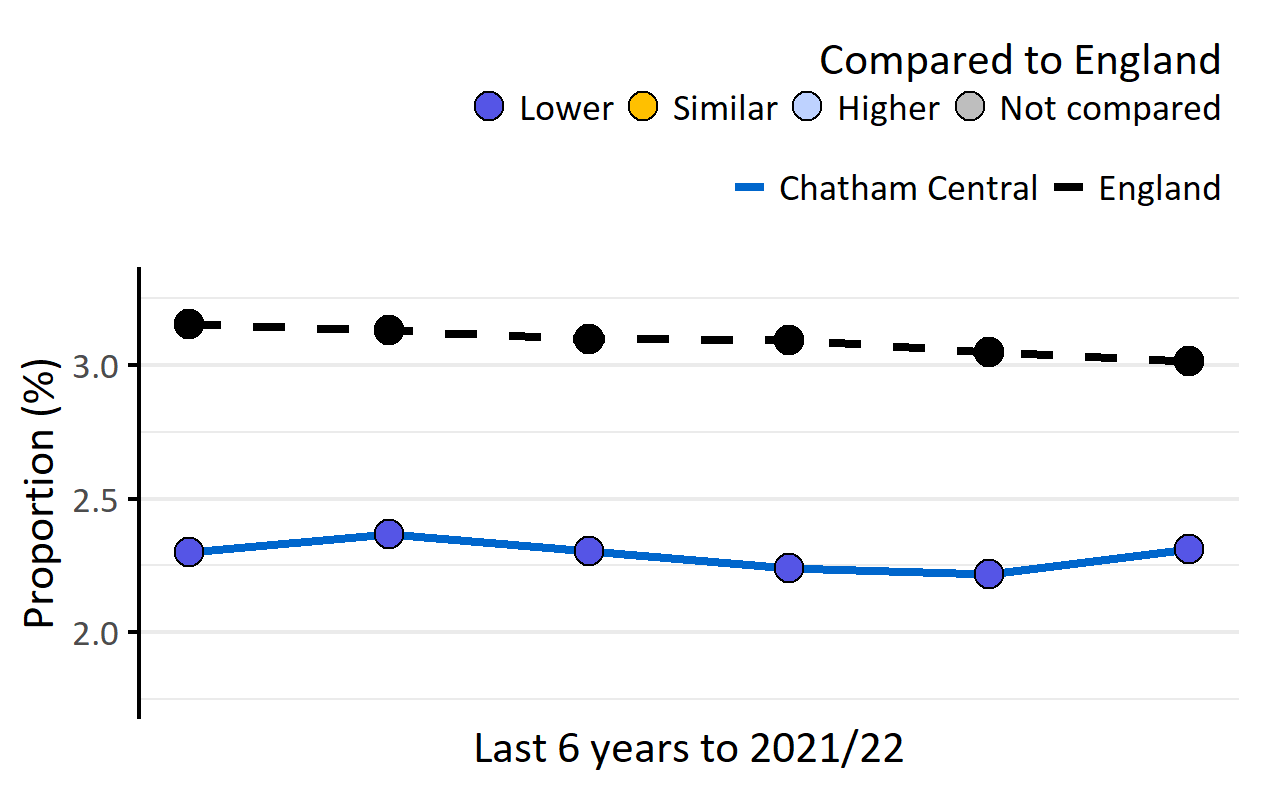 Compared to England
Lower Similar Higher Not compared
Chatham Central England
Proportion (%)
3.0
2.5
2.0
Last 6 years to 2021/22